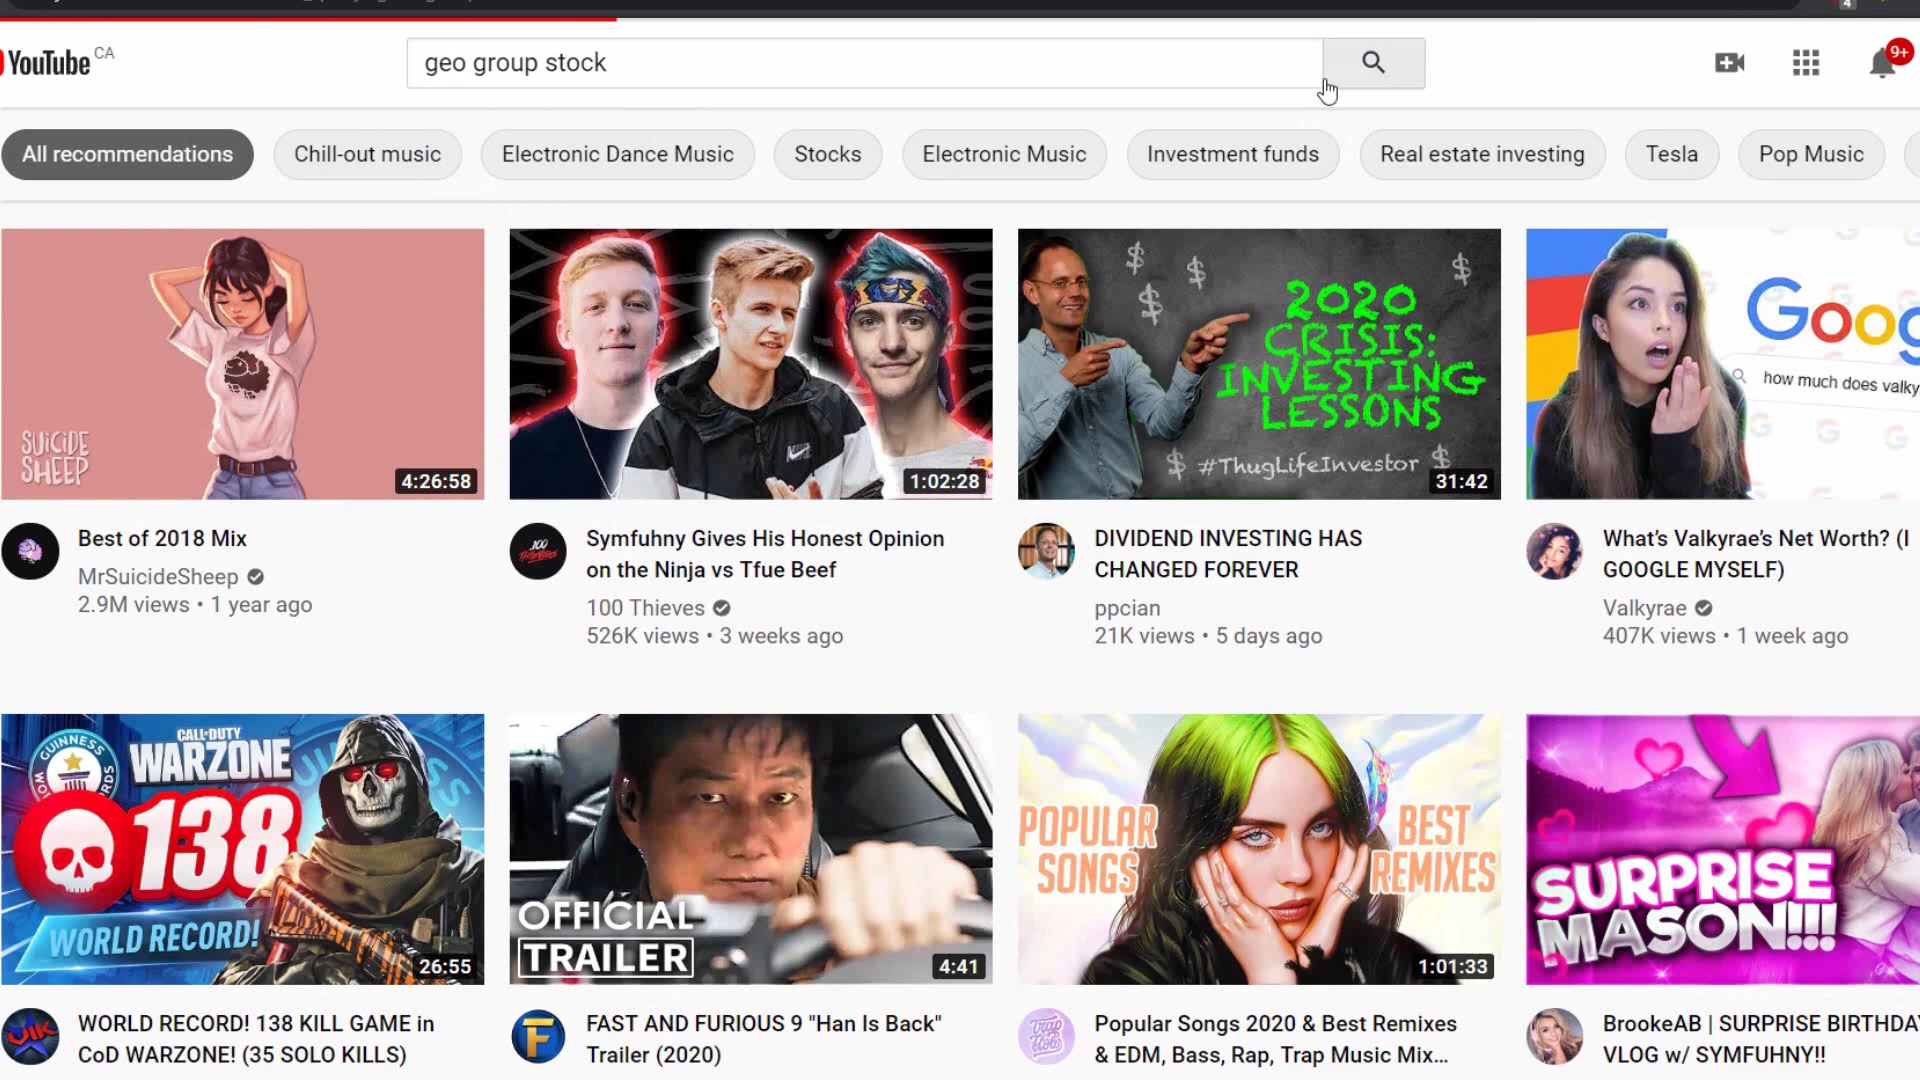 4
YouTube CA
geo group stock
9+
All recommendations
Chill-out music
Electronic Dance Music
Stocks
Electronic Music
Investment funds
Real estate investing
Tesla
Pop Music
SUICIDE
SHEEP
4:26:58
1:02:28
2020
CRISIS:
INVESTING
LESSONS
#ThugLifeInvestor
31:42
Goog
how much does valky
Best of 2018 Mix
MrSuicideSheep
2.9M views • 1 year ago
100
Symfuhny Gives His Honest Opinion
on the Ninja vs Tfue Beef
100 Thieves
526K views • 3 weeks ago
DIVIDEND INVESTING HAS
CHANGED FOREVER
ppcian
21K views • 5 days ago
What's Valkyrae's Net Worth? (I
GOOGLE MYSELF)
Valkyrae
407K views • 1 week ago
GUINNESS
WORLD
RECORDS
CALL·DUTY
WARZONE
138
WORLD RECORD!
26:55
OFFICIAL
TRAILER
4:41
POPULAR
SONGS
BEST
REMIXES
1:01:33
SURPRISE
MASON!!!
WORLD RECORD! 138 KILL GAME in
CoD WARZONE! (35 SOLO KILLS)
F
FAST AND FURIOUS 9 "Han Is Back"
Trailer (2020)
Popular Songs 2020 & Best Remixes
& EDM, Bass, Rap, Trap Music Mix...
BrookeAB | SURPRISE BIRTHDAY
VLOG w/ SYMFUHNY!!